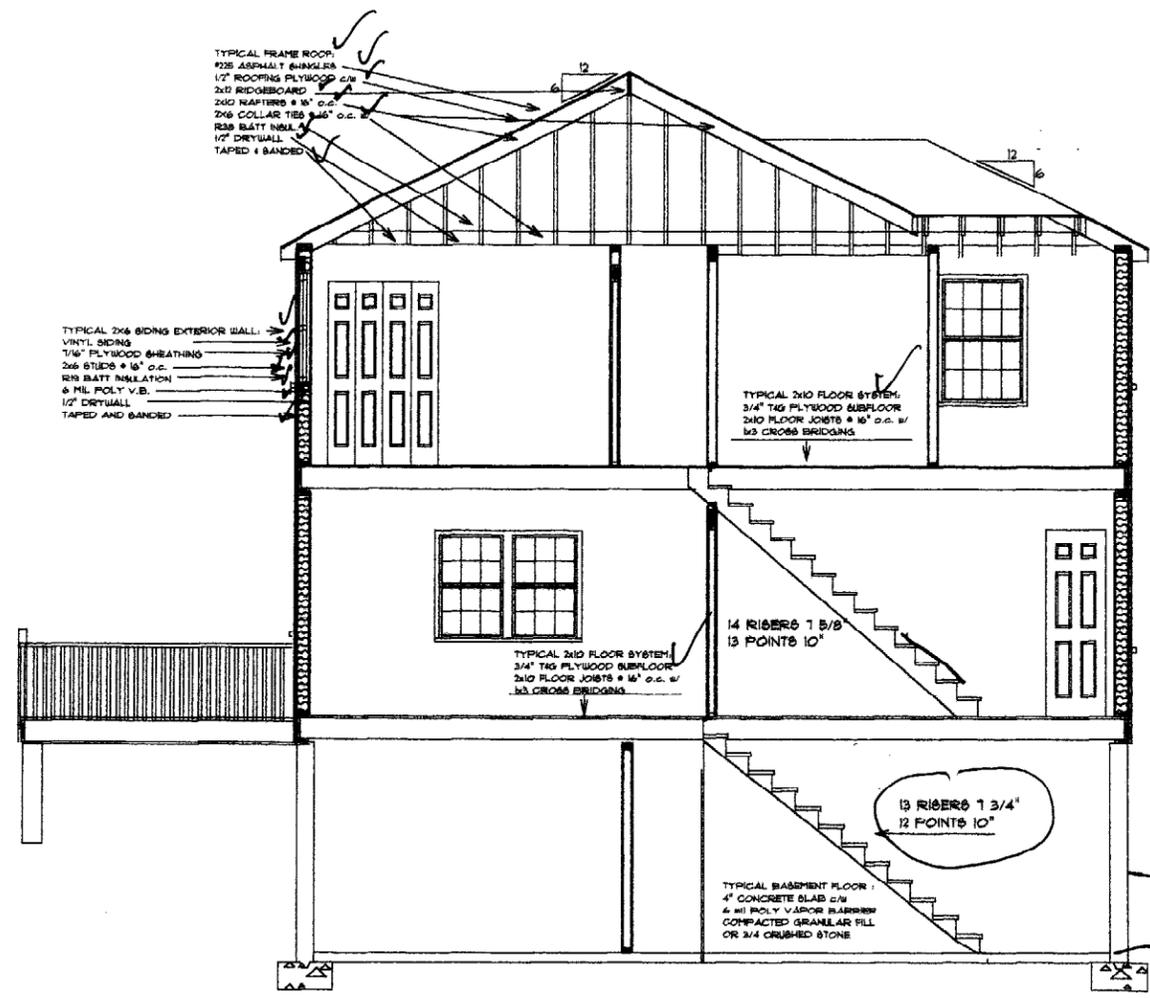 TYPICAL FRAME ROOF:
#225 ASPHALT SHINGLES
1/2" ROOFING PLYWOOD c/w
2x12 RIDGEBOARD
2x10 RAFTERS @ 16" o.c.
2X6 COLLAR TIES @ 16" o.c. w/
R38 BATT INSUL.
1/2" DRYWALL
TAPED & SANDED
12
6
12
6
TYPICAL 2X6 SIDING EXTERIOR WALL:
VINYL SIDING
7/16" PLYWOOD SHEATHING
2x6 STUDS @ 16" o.c.
R19 BATT INSULATION
6 MIL POLY V.B.
1/2" DRYWALL
TAPED AND SANDED
TYPICAL 2x10 FLOOR SYSTEM:
3/4" T&G PLYWOOD SUBFLOOR
2x10 FLOOR JOISTS @ 16" o.c. w/
1x3 CROSS BRIDGING
14 RISERS 7 5/8"
13 POINTS 10"
TYPICAL 2x10 FLOOR SYSTEM:
3/4" T&G PLYWOOD SUBFLOOR
2x10 FLOOR JOISTS @ 16" o.c. w/
1x3 CROSS BRIDGING
13 RISERS 7 3/4"
12 POINTS 10"
TYPICAL BASEMENT FLOOR :
4" CONCRETE SLAB c/w
6 mil POLY VAPOR BARRIER
COMPACTED GRANULAR FILL
OR 3/4 CRUSHED STONE